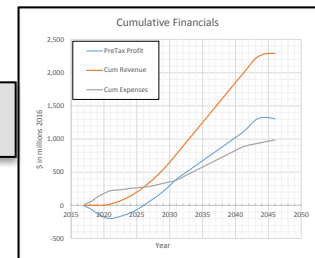 Cumulative Financials
PreTax Profit
Cum Revenue
Cum Expenses
$ in millions 2016
2,500
2,000
1,500
1,000
500
0
-500
2015 2020 2025 2030 2035 2040 2045 2050
Year